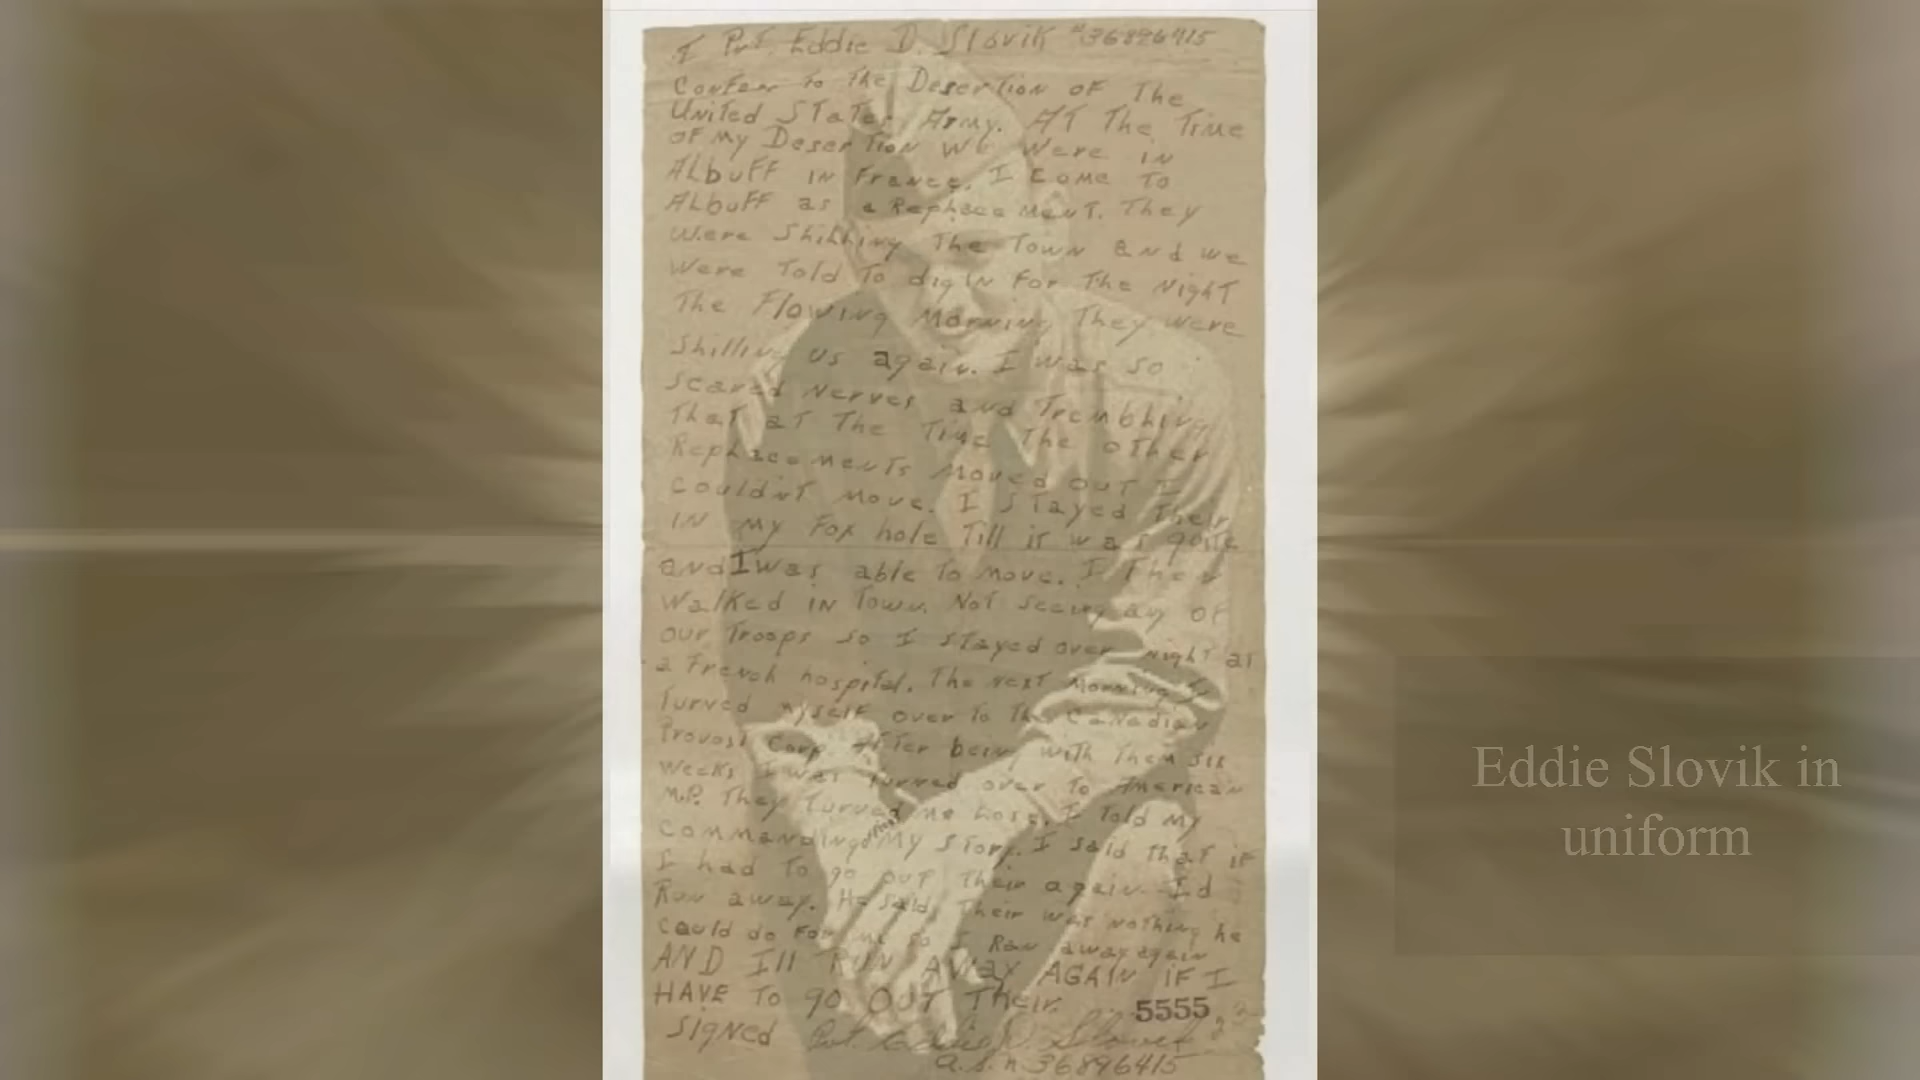 I Pvt. Eddie D. Slovik #36896415
Confess to the Desertion of The
United States Army. AT The Time
of my Desertion we were in
Albuff in France. I come to
Albuff as a Replacement. They
were Shilling the Town and we
were Told To dig in for The Night
The Flowing Morning They were
Shilling us again. I was so
scared Nerves and Trembling
That at The Time The other
Replacements Moved out I
couldn't Move. I stayed Their
in my Fox hole Till it was quite
and I was able to Move. I Then
walked in Town. Not seeing any of
our Troops so I stayed over night at
a French hospital. The next Morning I
Turned myself over to The Canadian
Provost Corp. After being with Them six
weeks I was Turned over To American
M.P. They Turned me loose. I Told my
commanding my story. I said that if
I had To go out Their again I'd
Run away. He said Their was nothing he
could do for me so I Ran away again
AND I'll RUN AWAY AGAIN IF I
HAVE To go OUT Their.
5555
signed Pvt. Eddie D. Slovik
A.S.N. 36896415
Eddie Slovik in
uniform